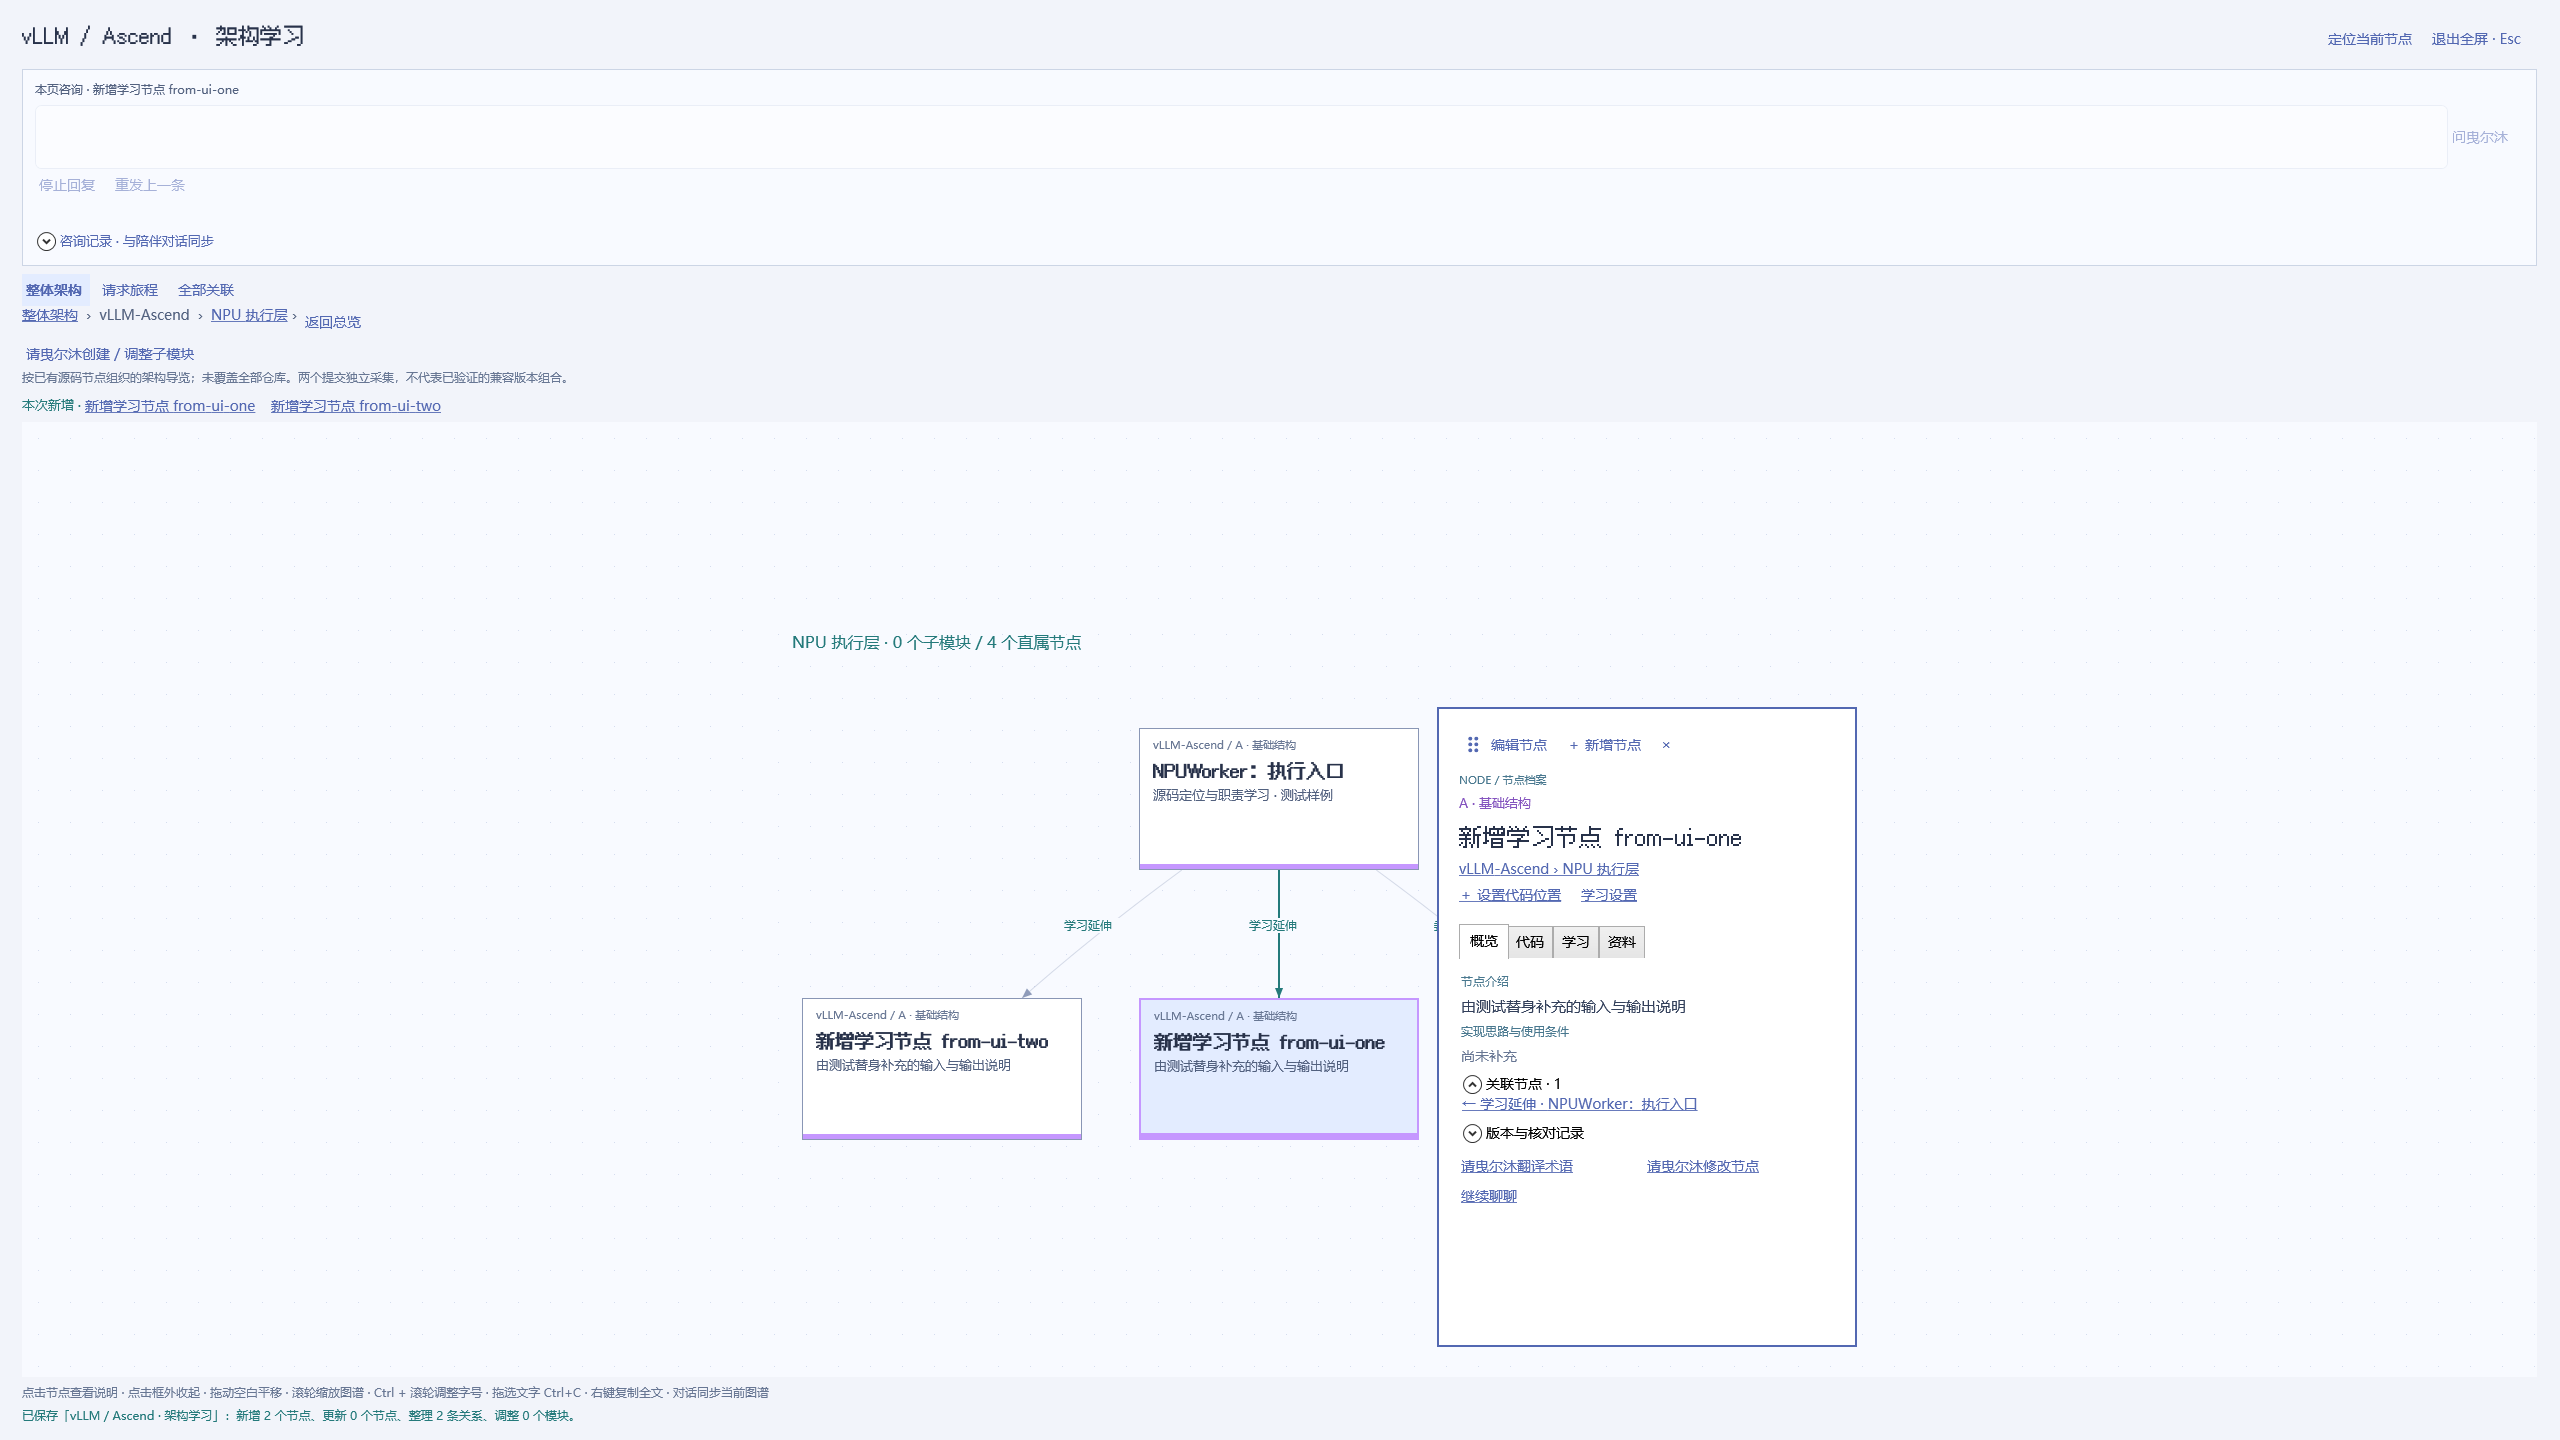 vLLM / Ascend · 架构学习
定位当前节点 退出全屏 · Esc
本页咨询 · 新增学习节点 from-ui-one
问曳尔沐
停止回复 重发上一条
咨询记录 · 与陪伴对话同步
整体架构 请求旅程 全部关联
整体架构 › vLLM-Ascend › NPU 执行层 › 返回总览
请曳尔沐创建 / 调整子模块
按已有源码节点组织的架构导览；未覆盖全部仓库。两个提交独立采集，不代表已验证的兼容版本组合。
本次新增 · 新增学习节点 from-ui-one 新增学习节点 from-ui-two
NPU 执行层 · 0 个子模块 / 4 个直属节点
vLLM-Ascend / A · 基础结构
NPUWorker：执行入口
源码定位与职责学习 · 测试样例
学习延伸 学习延伸
vLLM-Ascend / A · 基础结构
新增学习节点 from-ui-two
由测试替身补充的输入与输出说明
vLLM-Ascend / A · 基础结构
新增学习节点 from-ui-one
由测试替身补充的输入与输出说明
编辑节点 + 新增节点 ×
NODE / 节点档案
A · 基础结构
新增学习节点 from-ui-one
vLLM-Ascend › NPU 执行层
+ 设置代码位置 学习设置
概览 代码 学习 资料
节点介绍
由测试替身补充的输入与输出说明
实现思路与使用条件
尚未补充
关联节点 · 1
← 学习延伸 · NPUWorker：执行入口
版本与核对记录
请曳尔沐翻译术语 请曳尔沐修改节点
继续聊聊
点击节点查看说明 · 点击框外收起 · 拖动空白平移 · 滚轮缩放图谱 · Ctrl + 滚轮调整字号 · 拖选文字 Ctrl+C · 右键复制全文 · 对话同步当前图谱
已保存「vLLM / Ascend · 架构学习」：新增 2 个节点、更新 0 个节点、整理 2 条关系、调整 0 个模块。